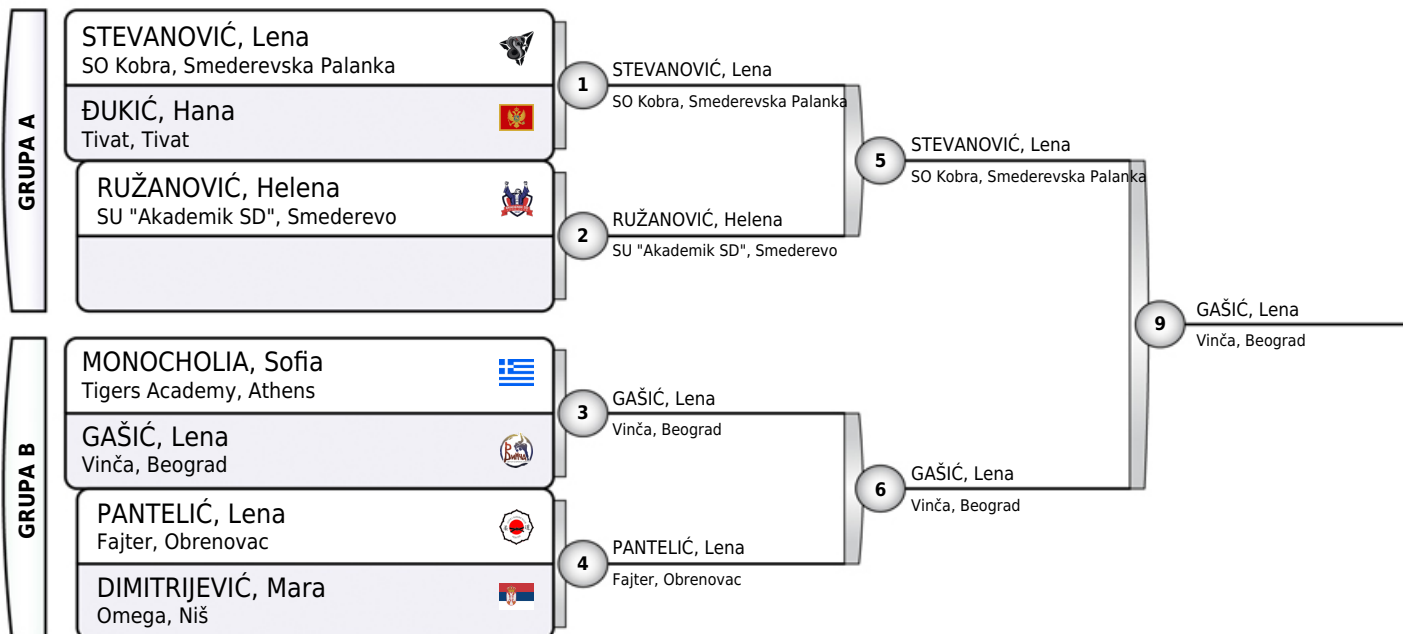 GRUPA A
STEVANOVIĆ, Lena
SO Kobra, Smederevska Palanka
ĐUKIĆ, Hana
Tivat, Tivat
RUŽANOVIĆ, Helena
SU "Akademik SD", Smederevo
1
STEVANOVIĆ, Lena
SO Kobra, Smederevska Palanka
2
RUŽANOVIĆ, Helena
SU "Akademik SD", Smederevo
5
STEVANOVIĆ, Lena
SO Kobra, Smederevska Palanka
GRUPA B
MONOCHOLIA, Sofia
Tigers Academy, Athens
GAŠIĆ, Lena
Vinča, Beograd
PANTELIĆ, Lena
Fajter, Obrenovac
DIMITRIJEVIĆ, Mara
Omega, Niš
3
GAŠIĆ, Lena
Vinča, Beograd
4
PANTELIĆ, Lena
Fajter, Obrenovac
6
GAŠIĆ, Lena
Vinča, Beograd
9
GAŠIĆ, Lena
Vinča, Beograd